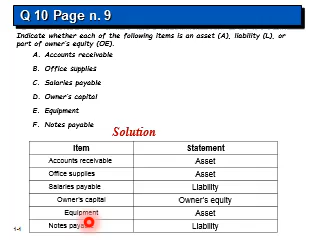 Q 10 Page n. 9
Indicate whether each of the following items is an asset (A), liability (L), or
part of owner's equity (OE).
A. Accounts receivable
B. Office supplies
C. Salaries payable
D. Owner's capital
E. Equipment
F. Notes payable
Solution
Item Statement
Accounts receivable Asset
Office supplies Asset
Salaries payable Liability
Owner's capital Owner's equity
Equipment Asset
Notes Liability